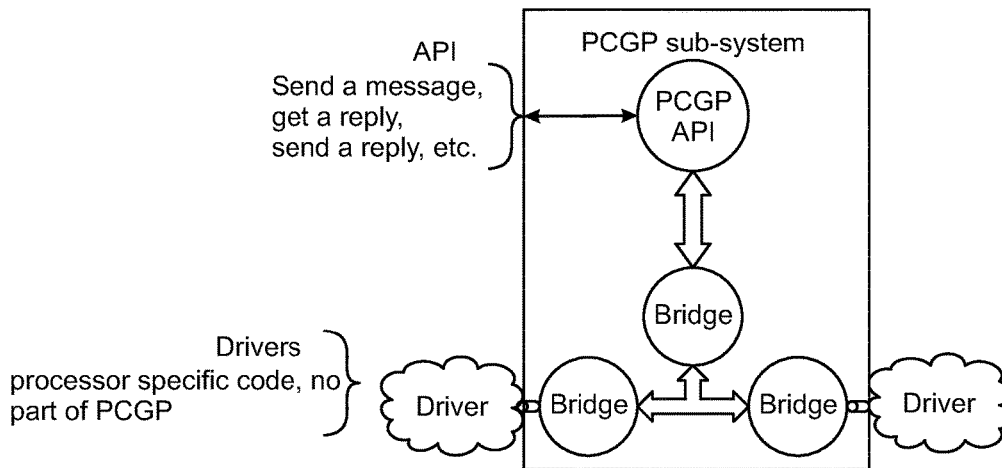 PCGP sub-system
API
Send a message,
get a reply,
send a reply, etc.
PCGP
API
Bridge
Drivers
processor specific code, no
part of PCGP
Driver
Bridge
Bridge
Driver